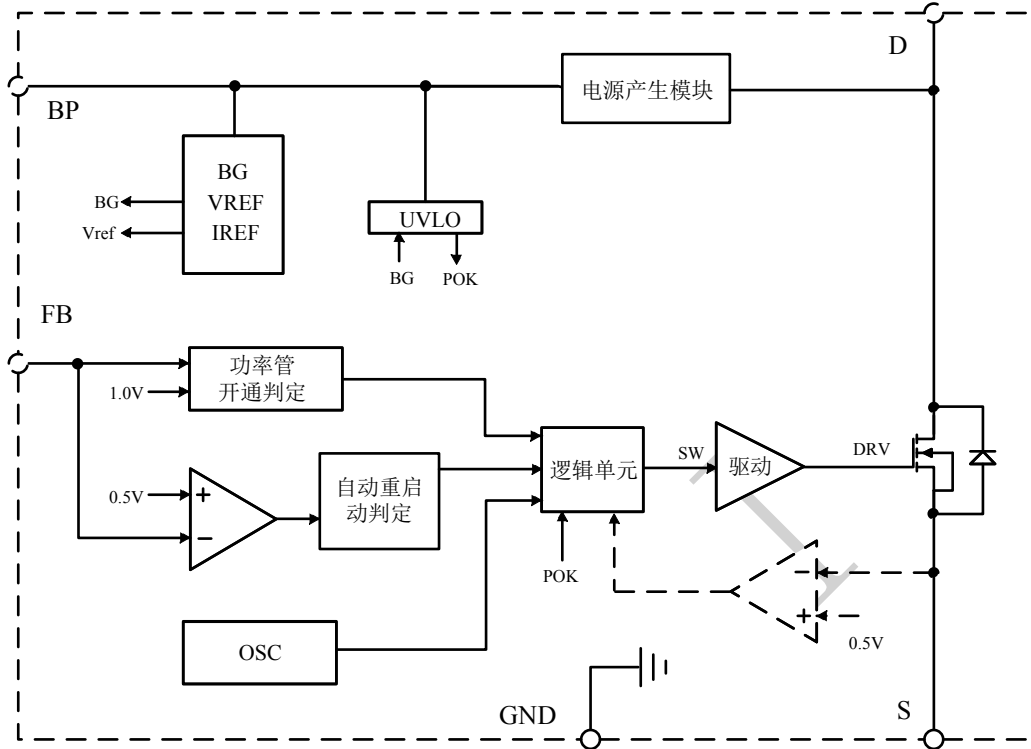 D
BP
电源产生模块
BG
VREF
IREF
BG
Vref
UVLO
BG
POK
FB
功率管
开通判定
1.0V
0.5V
+
−
自动重启
动判定
逻辑单元
SW
驱动
DRV
POK
−
+
0.5V
OSC
GND
S